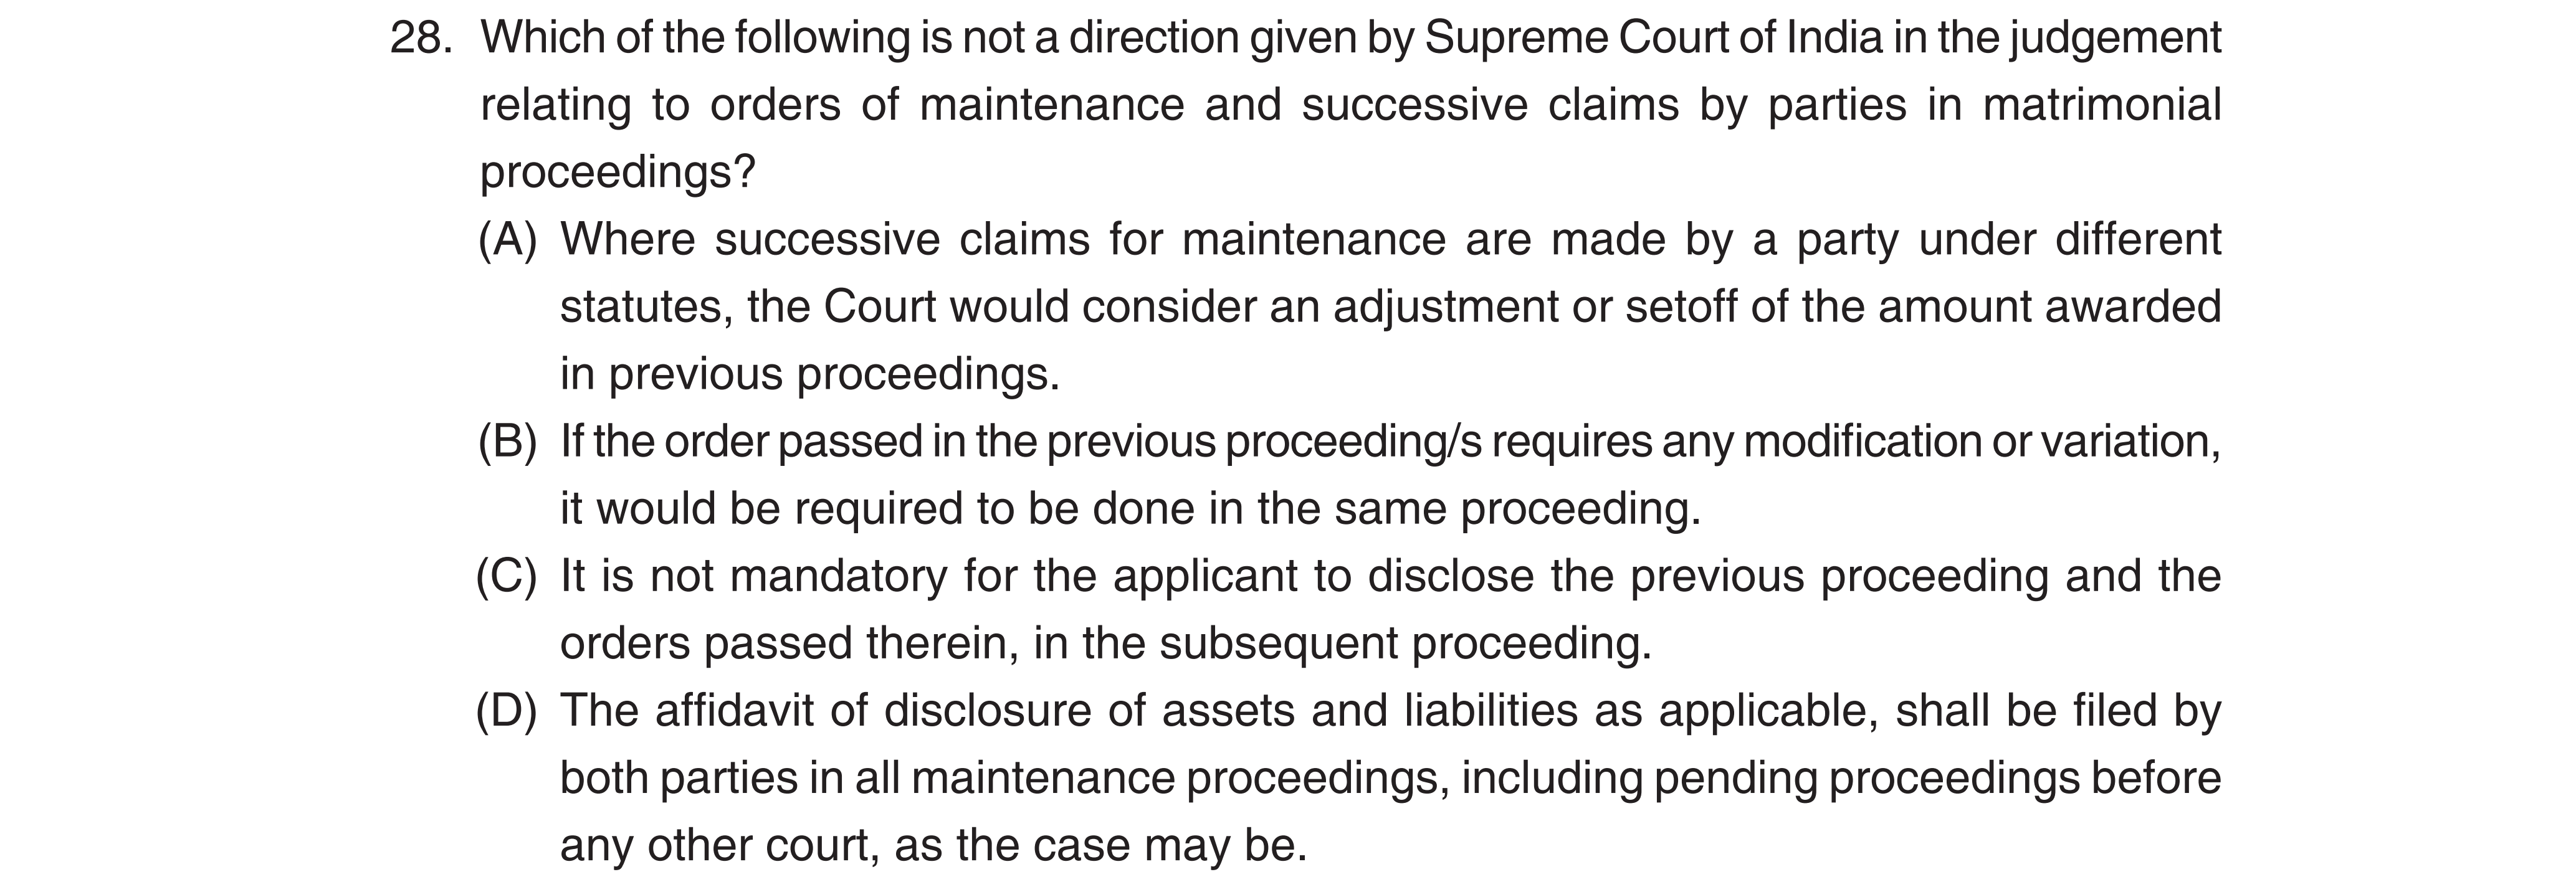 28. Which of the following is not a direction given by Supreme Court of India in the judgement
relating to orders of maintenance and successive claims by parties in matrimonial
proceedings?
(A) Where successive claims for maintenance are made by a party under different
statutes, the Court would consider an adjustment or setoff of the amount awarded
in previous proceedings.
(B) If the order passed in the previous proceeding/s requires any modification or variation,
it would be required to be done in the same proceeding.
(C) It is not mandatory for the applicant to disclose the previous proceeding and the
orders passed therein, in the subsequent proceeding.
(D) The affidavit of disclosure of assets and liabilities as applicable, shall be filed by
both parties in all maintenance proceedings, including pending proceedings before
any other court, as the case may be.